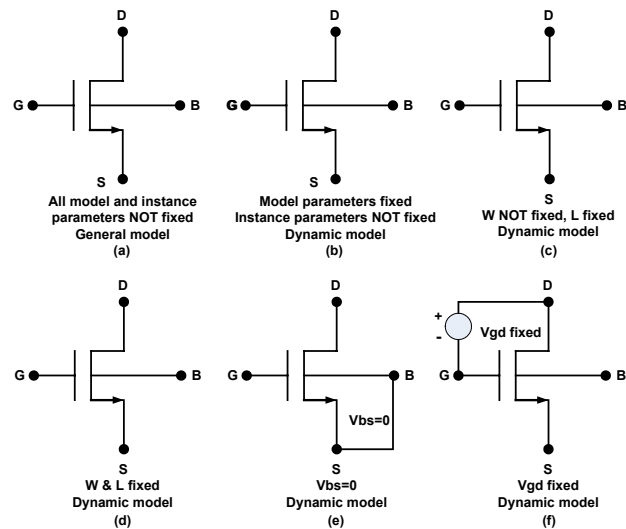 D
D
D
G
B
G
B
G
B
S
S
S
All model and instance
parameters NOT fixed
General model
(a)
Model parameters fixed
Instance parameters NOT fixed
Dynamic model
(b)
W NOT fixed, L fixed
Dynamic model
(c)
D
D
D
+
-
Vgd fixed
G
B
G
B
G
B
Vbs=0
S
S
S
W & L fixed
Dynamic model
(d)
Vbs=0
Dynamic model
(e)
Vgd fixed
Dynamic model
(f)